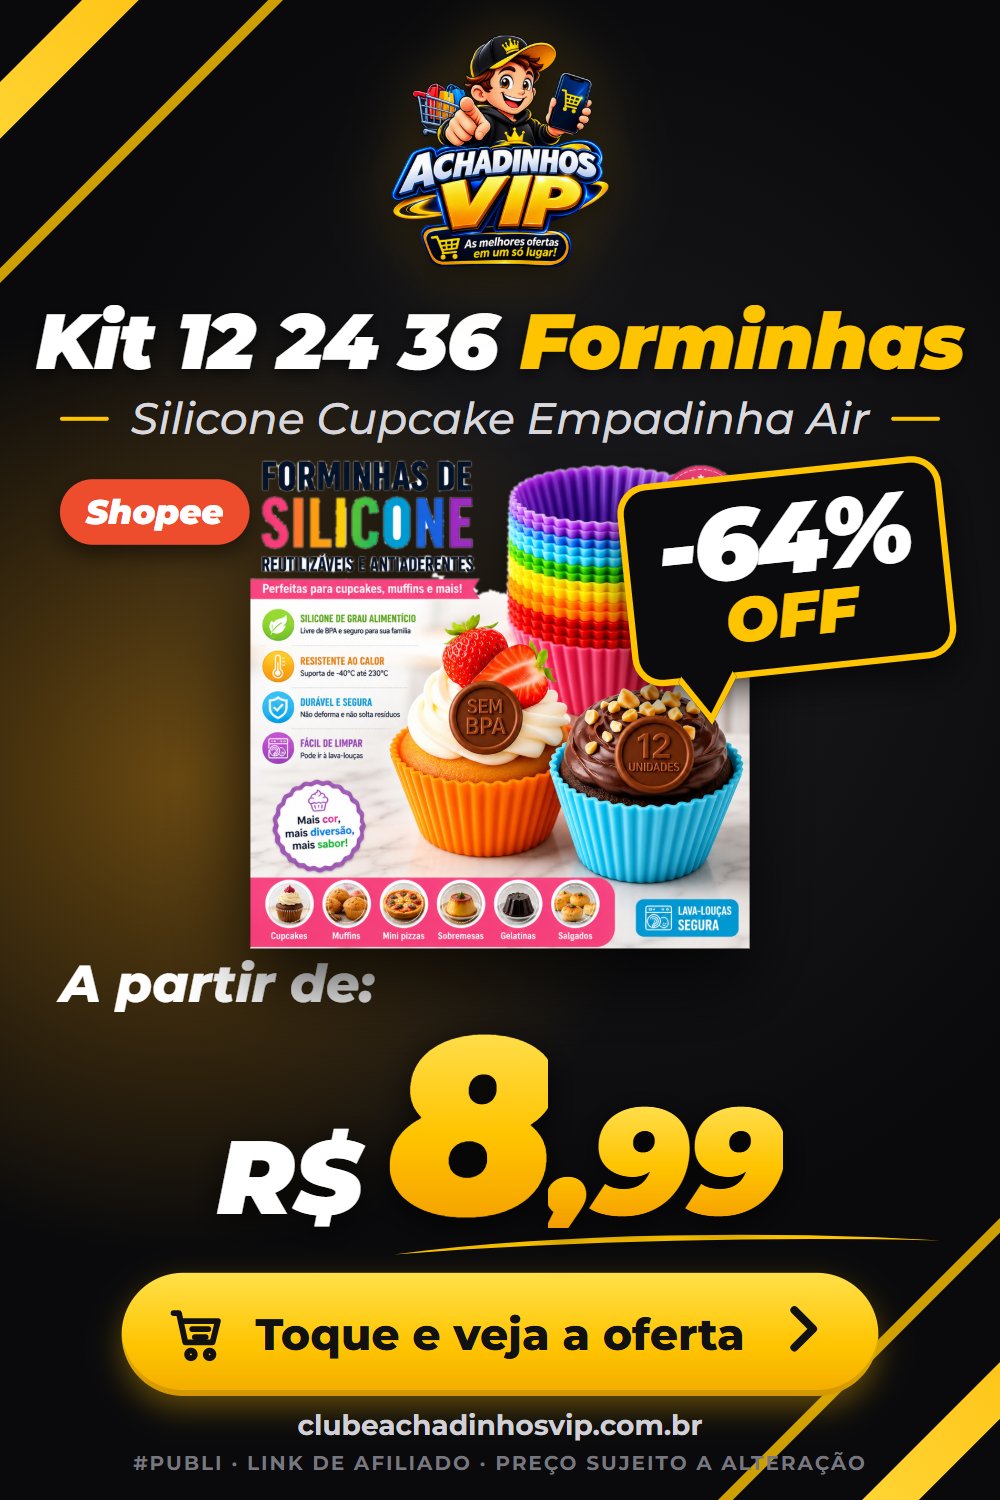 ACHADINHOS
VIP
As melhores ofertas
em um só lugar!
Kit 12 24 36 Forminhas
Silicone Cupcake Empadinha Air
Shopee
FORMINHAS DE
SILICONE
REUTILIZÁVEIS E ANTIADERENTES
Perfeitas para cupcakes, muffins e mais!
-64%
OFF
SILICONE DE GRAU ALIMENTÍCIO
Livre de BPA e seguro para sua família
RESISTENTE AO CALOR
Suporta de -40°C até 230°C
DURÁVEL E SEGURA
Não deforma e não solta resíduos
FÁCIL DE LIMPAR
Pode ir à lava-louças
SEM
BPA
12
UNIDADES
Mais cor,
mais diversão,
mais sabor!
Cupcakes
Muffins
Mini pizzas
Sobremesas
Gelatinas
Salgados
LAVA-LOUÇAS
SEGURA
A partir de:
R$ 8,99
Toque e veja a oferta
clubeachadinhosvip.com.br
#PUBLI · LINK DE AFILIADO · PREÇO SUJEITO A ALTERAÇÃO